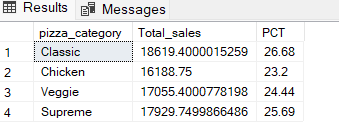 Results Messages
pizza_category Total_sales PCT
1 Classic 18619.4000015259 26.68
2 Chicken 16188.75 23.2
3 Veggie 17055.4000778198 24.44
4 Supreme 17929.7499866486 25.69